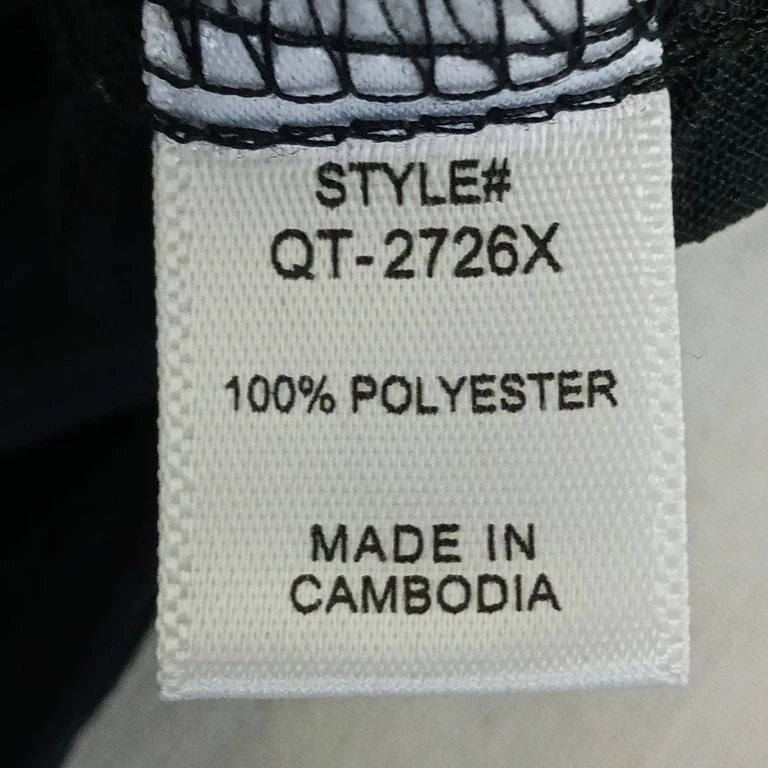 STYLE#
QT-2726X
100% POLYESTER
MADE IN
CAMBODIA